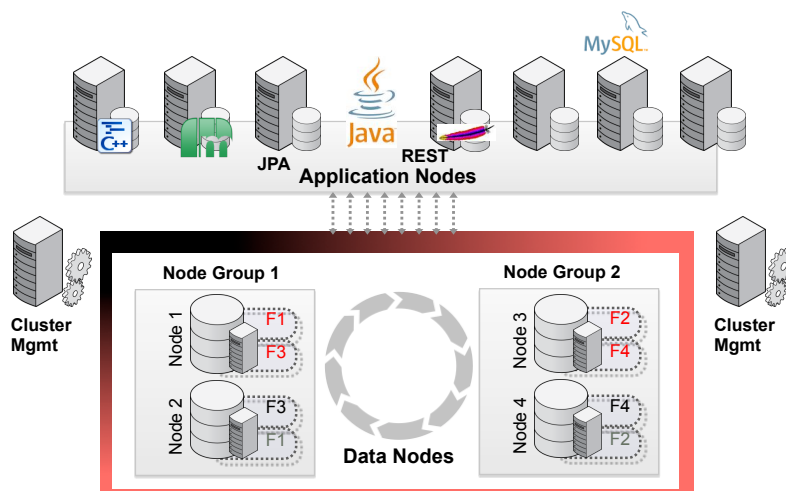 MySQL™
C++
m
Java
JPA
REST
Application Nodes
Cluster
Mgmt
Cluster
Mgmt
Node Group 1
Node Group 2
Node 1
F1
F3
Node 2
F3
F1
Node 3
F2
F4
Node 4
F4
F2
Data Nodes